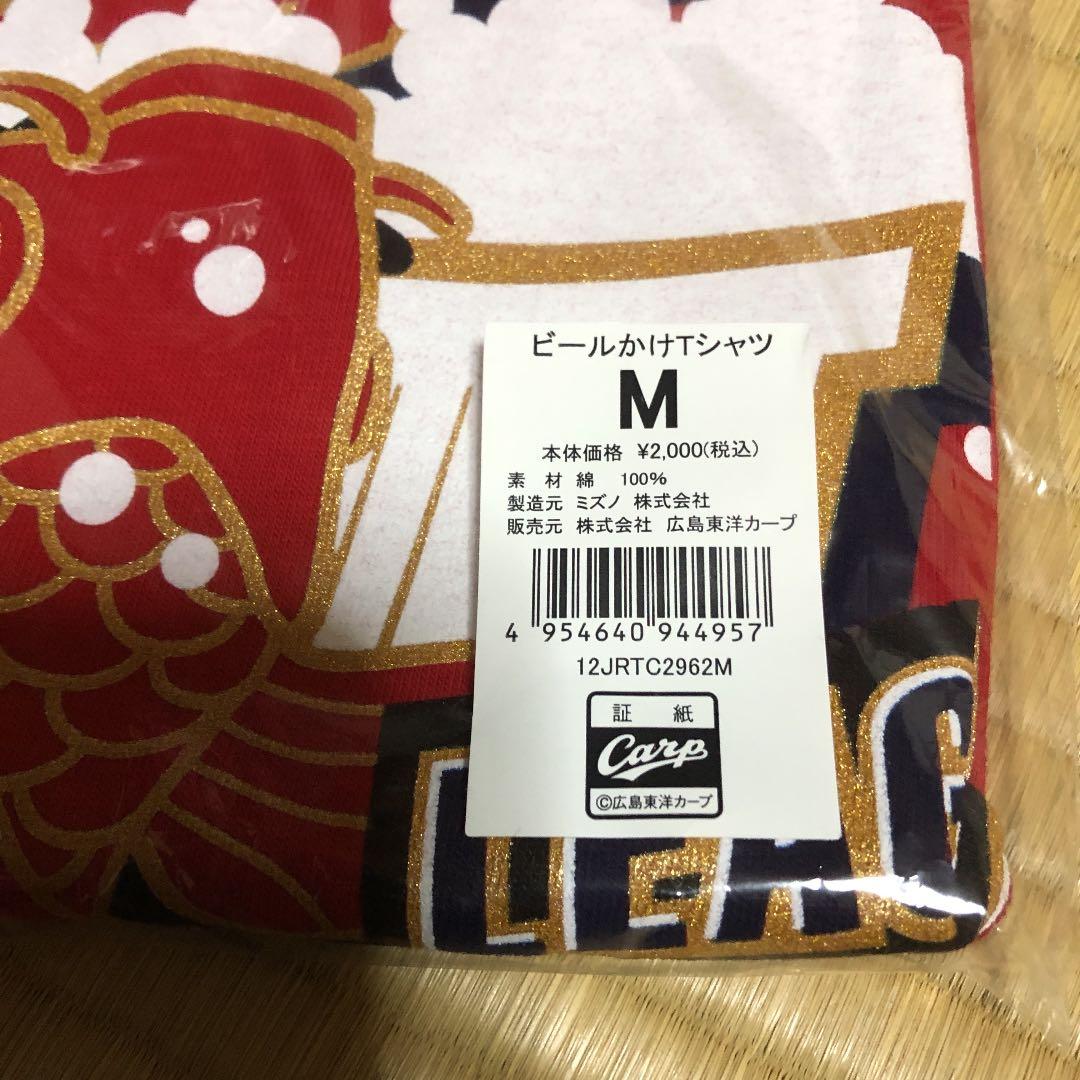 ビールかけTシャツ
M
本体価格 ¥2,000(税込)
素 材 綿 100%
製造元 ミズノ 株式会社
販売元 株式会社 広島東洋カープ
4 954640 944957
12JRTC2962M
証 紙
Carp
©広島東洋カープ
LEAG